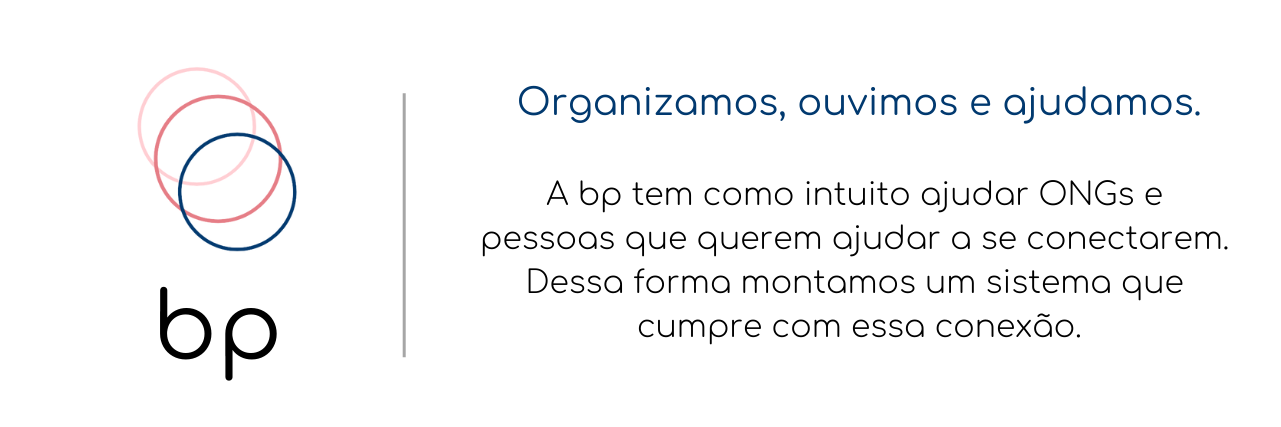 bp
Organizamos, ouvimos e ajudamos.
A bp tem como intuito ajudar ONGs e
pessoas que querem ajudar a se conectarem.
Dessa forma montamos um sistema que
cumpre com essa conexão.